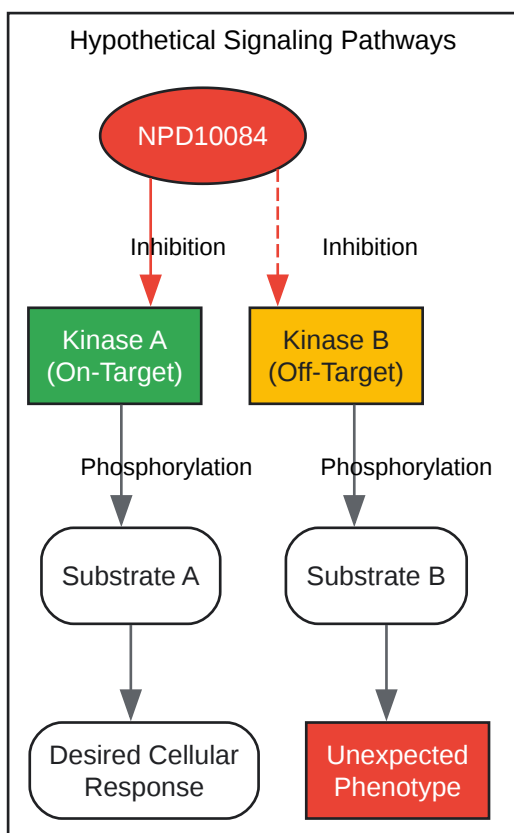 Hypothetical Signaling Pathways
NPD10084
Inhibition
Inhibition
Kinase A
(On-Target)
Kinase B
(Off-Target)
Phosphorylation
Phosphorylation
Substrate A
Substrate B
Desired Cellular
Response
Unexpected
Phenotype